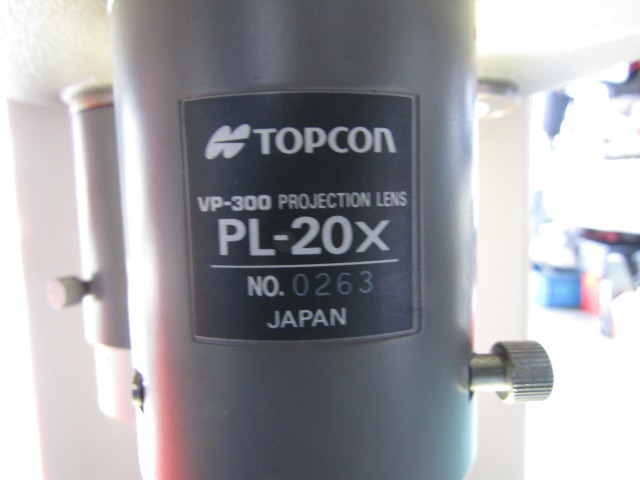 TOPCON
VP-300 PROJECTION LENS
PL-20X
NO. 0263
JAPAN